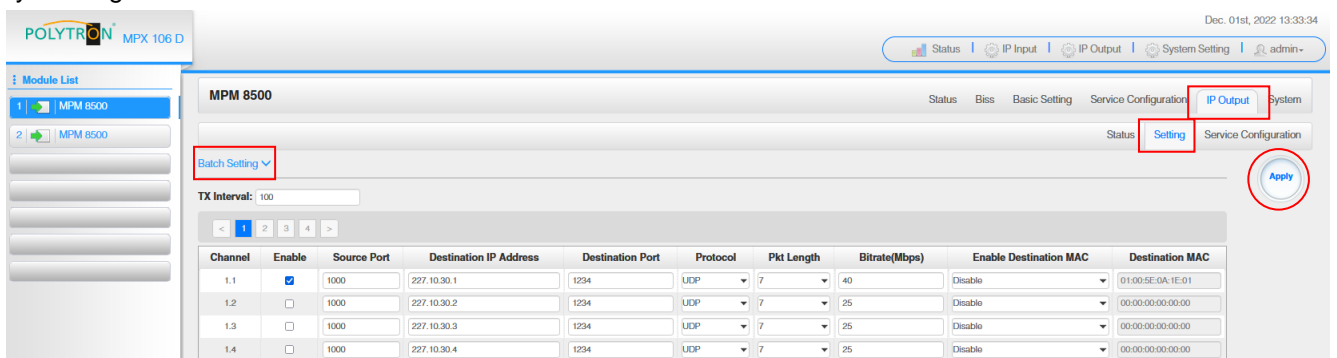 Dec. 01st, 2022 13:33:34
POLYTRON MPX 106 D
Status | IP Input | IP Output | System Setting | admin
Module List
1 | MPM 8500
2 | MPM 8500
MPM 8500
Status Biss Basic Setting Service Configuration IP Output System
Status Setting Service Configuration
Batch Setting
Apply
TX Interval: 100
< 1 2 3 4 >
Channel Enable Source Port Destination IP Address Destination Port Protocol Pkt Length Bitrate(Mbps) Enable Destination MAC Destination MAC
1.1 1000 227.10.30.1 1234 UDP 7 40 Disable 01:00:5E:0A:1E:01
1.2 1000 227.10.30.2 1234 UDP 7 25 Disable 00:00:00:00:00:00
1.3 1000 227.10.30.3 1234 UDP 7 25 Disable 00:00:00:00:00:00
1.4 1000 227.10.30.4 1234 UDP 7 25 Disable 00:00:00:00:00:00